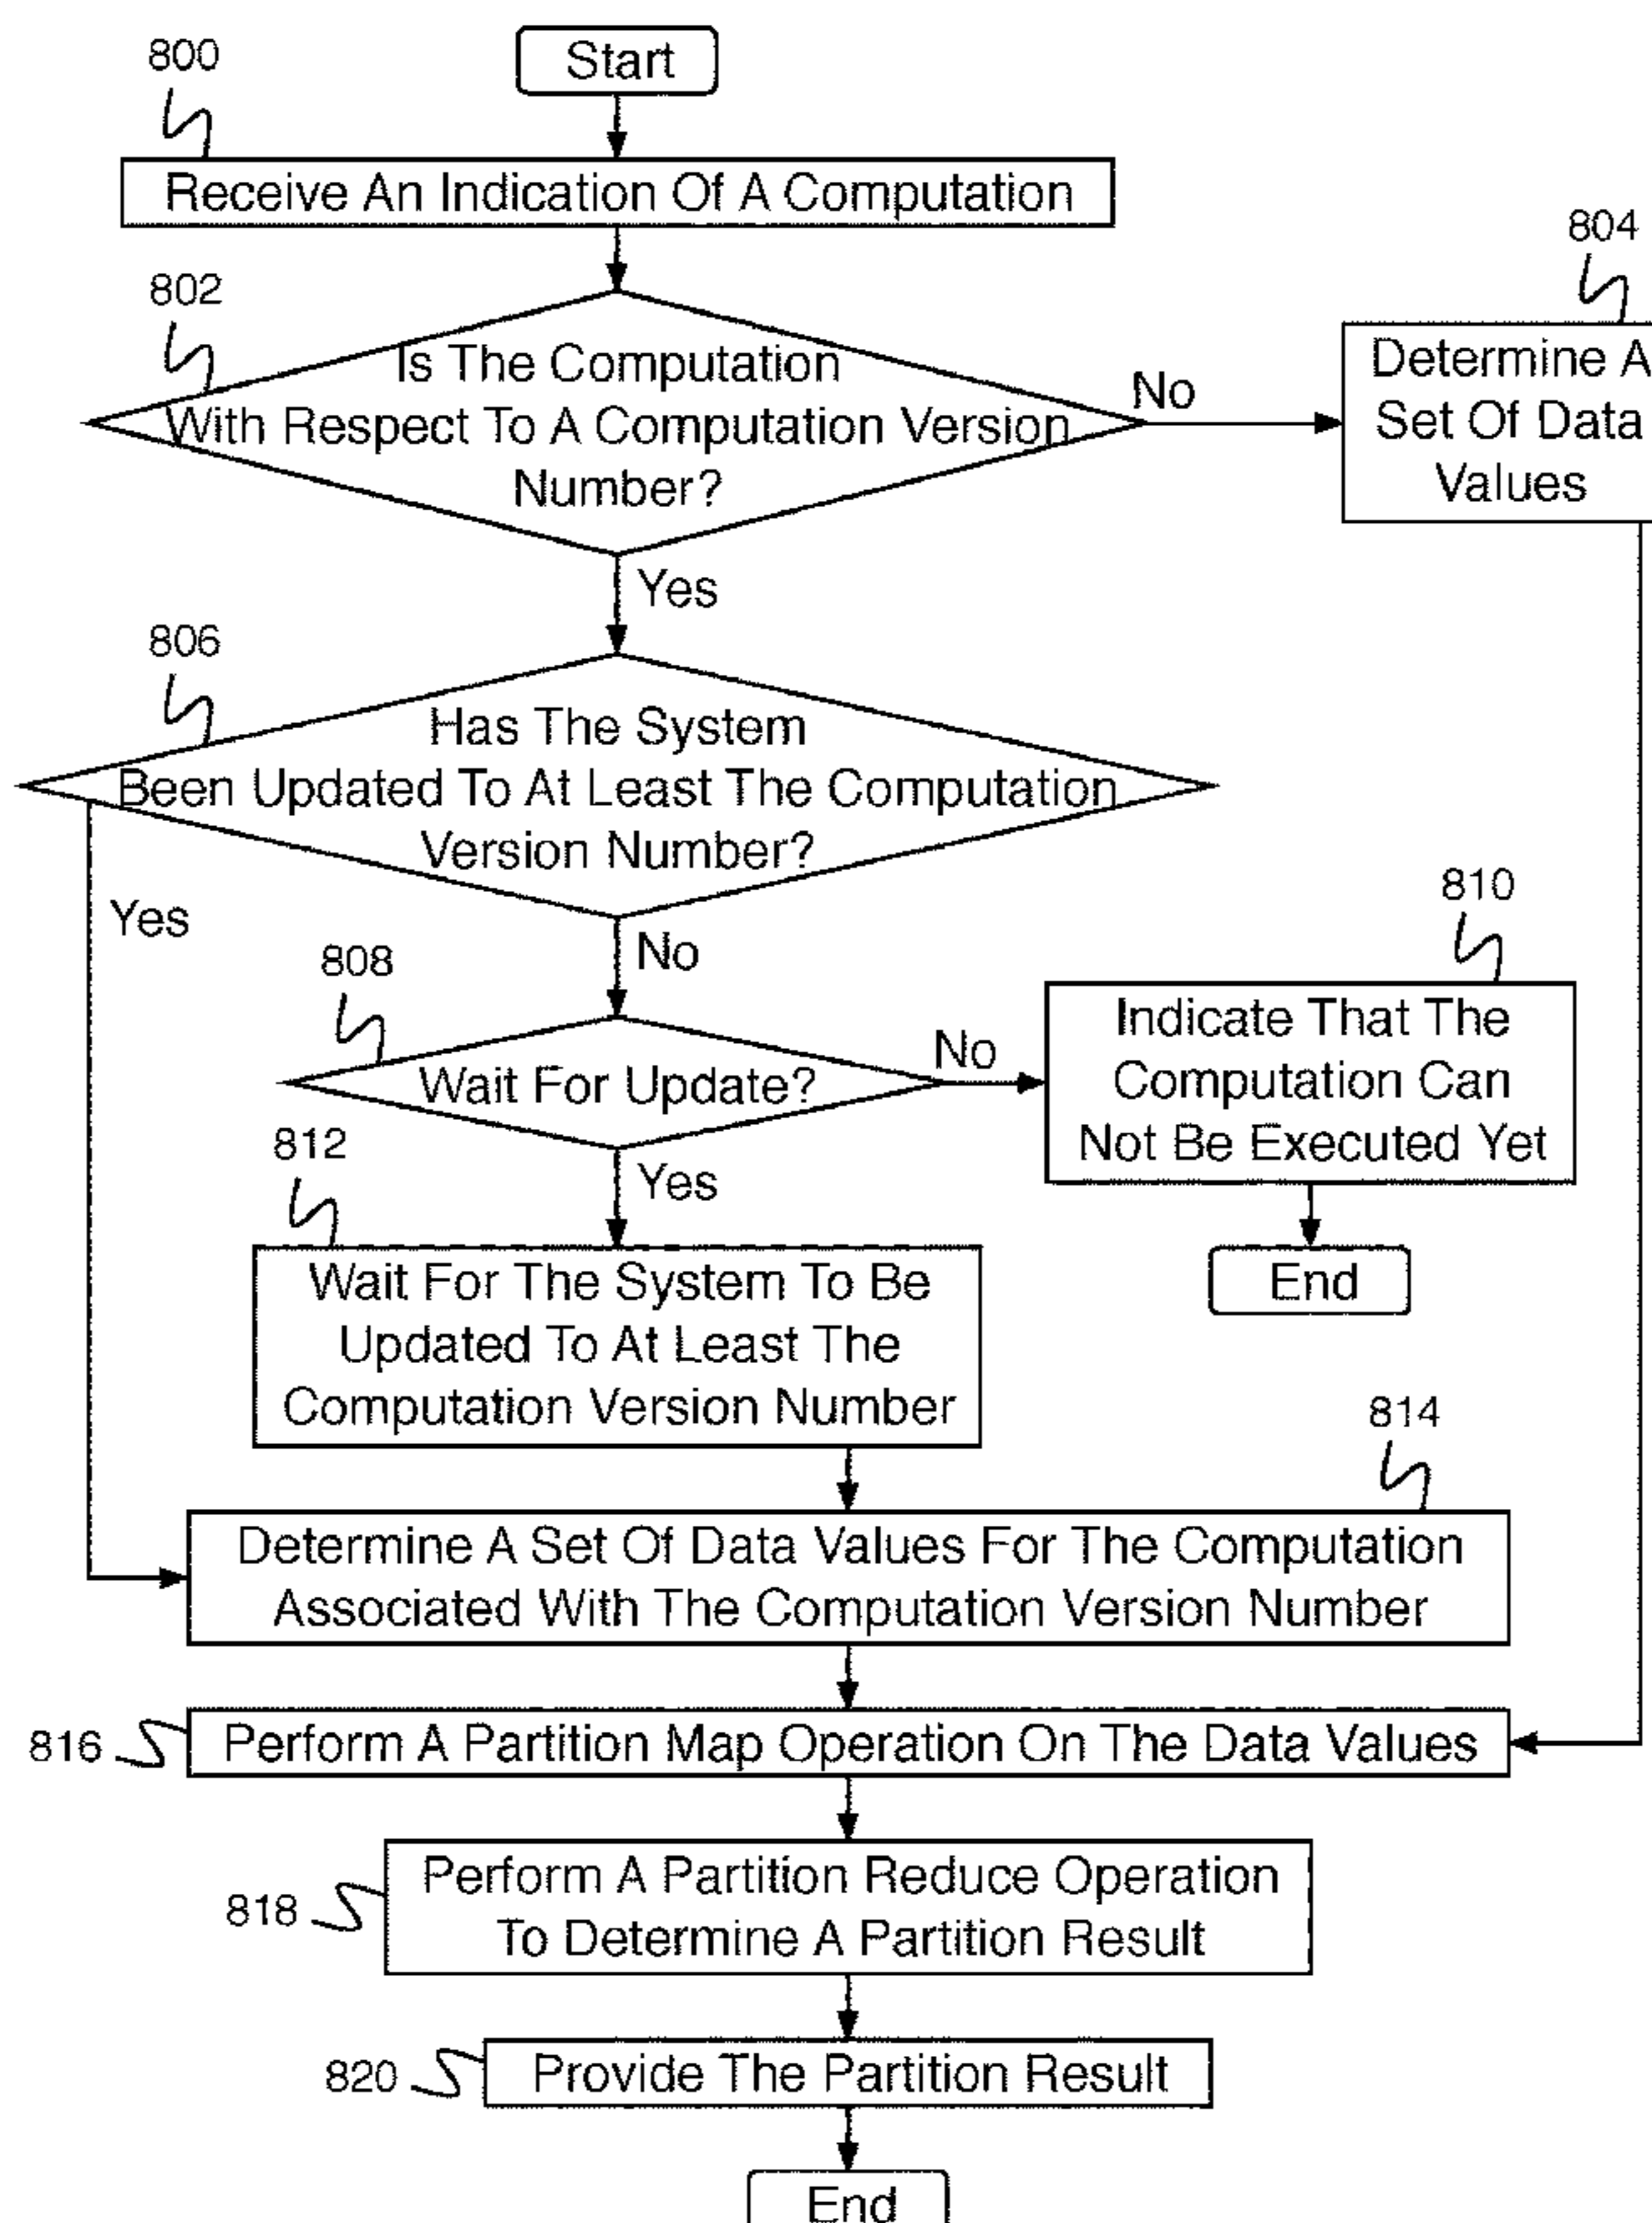 Start
800
Receive An Indication Of A Computation
802
Is The Computation
With Respect To A Computation Version
Number?
No
804
Determine A
Set Of Data
Values
Yes
806
Has The System
Been Updated To At Least The Computation
Version Number?
Yes
No
808
Wait For Update?
No
810
Indicate That The
Computation Can
Not Be Executed Yet
End
Yes
812
Wait For The System To Be
Updated To At Least The
Computation Version Number
814
Determine A Set Of Data Values For The Computation
Associated With The Computation Version Number
816
Perform A Partition Map Operation On The Data Values
818
Perform A Partition Reduce Operation
To Determine A Partition Result
820
Provide The Partition Result
End